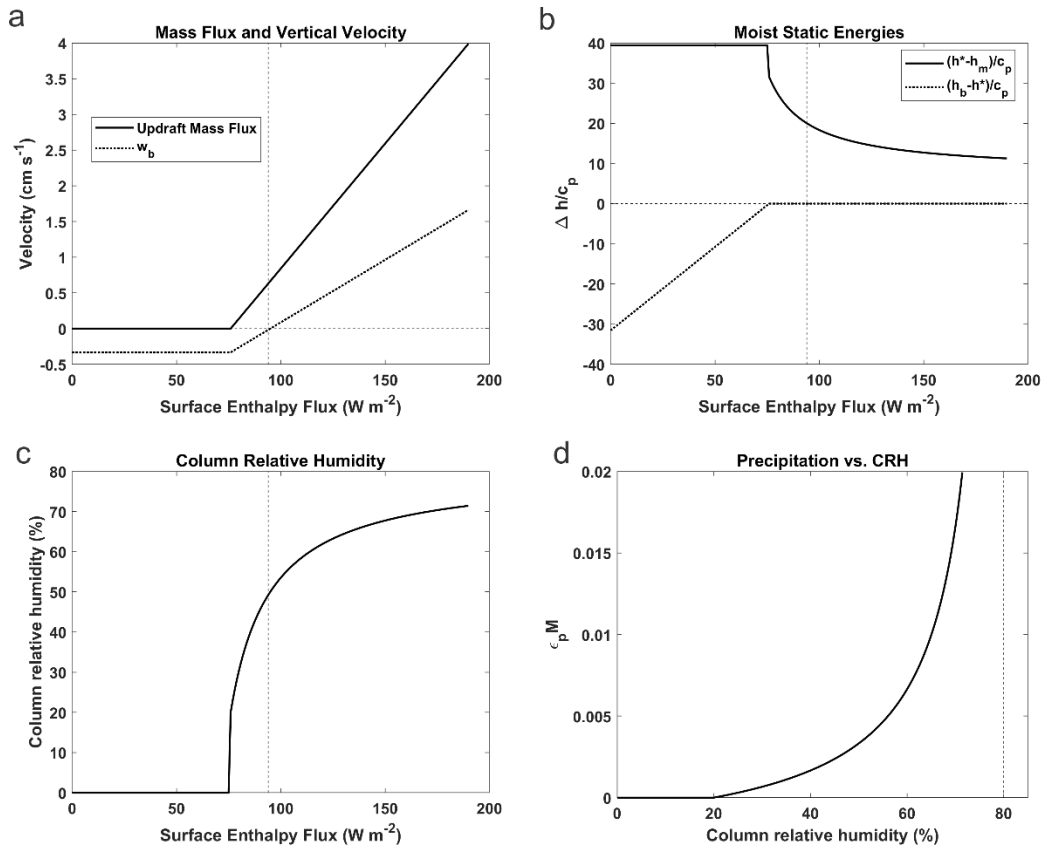 a
Mass Flux and Vertical Velocity
4
3.5
3
2.5
2
1.5
1
0.5
0
-0.5
Velocity (cm s-1)
Updraft Mass Flux
w_b
0 50 100 150 200
Surface Enthalpy Flux (W m-2)
b
Moist Static Energies
40
30
20
10
0
-10
-20
-30
-40
Δ h/c_p
(h*-h_m)/c_p
(h_b-h*)/c_p
0 50 100 150 200
Surface Enthalpy Flux (W m-2)
c
Column Relative Humidity
80
70
60
50
40
30
20
10
0
Column relative humidity (%)
0 50 100 150 200
Surface Enthalpy Flux (W m-2)
d
Precipitation vs. CRH
0.02
0.015
0.01
0.005
0
ϵ_p M
0 20 40 60 80
Column relative humidity (%)